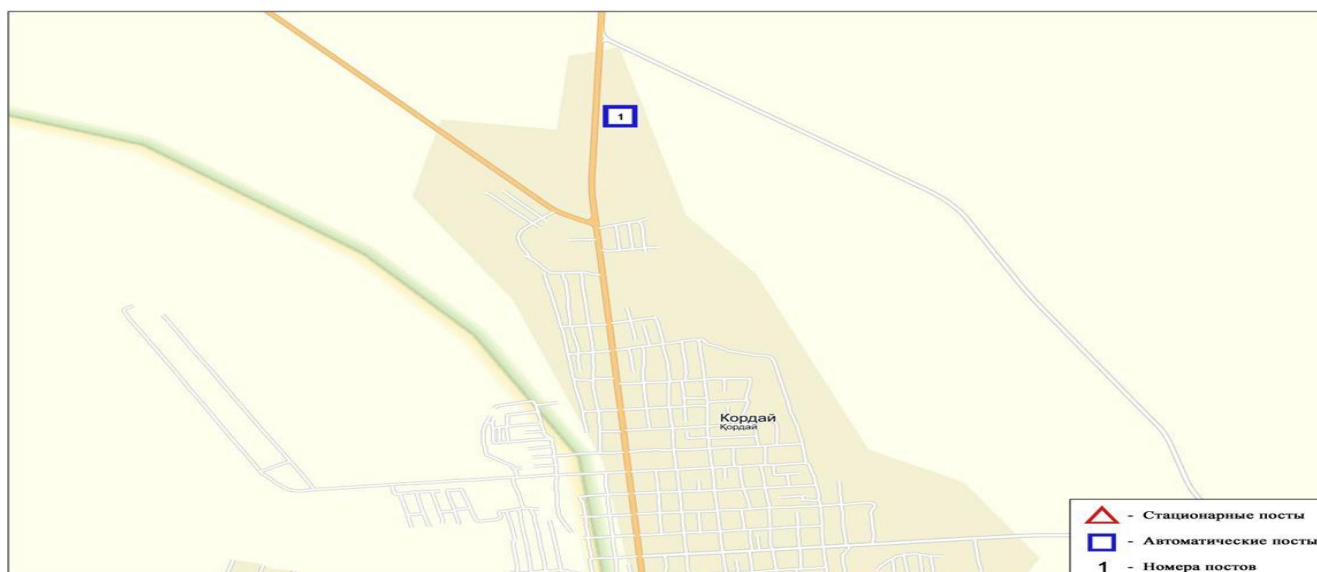 1
Кордай
Қордай
- Стационарные посты
- Автоматические посты
1 - Номера постов